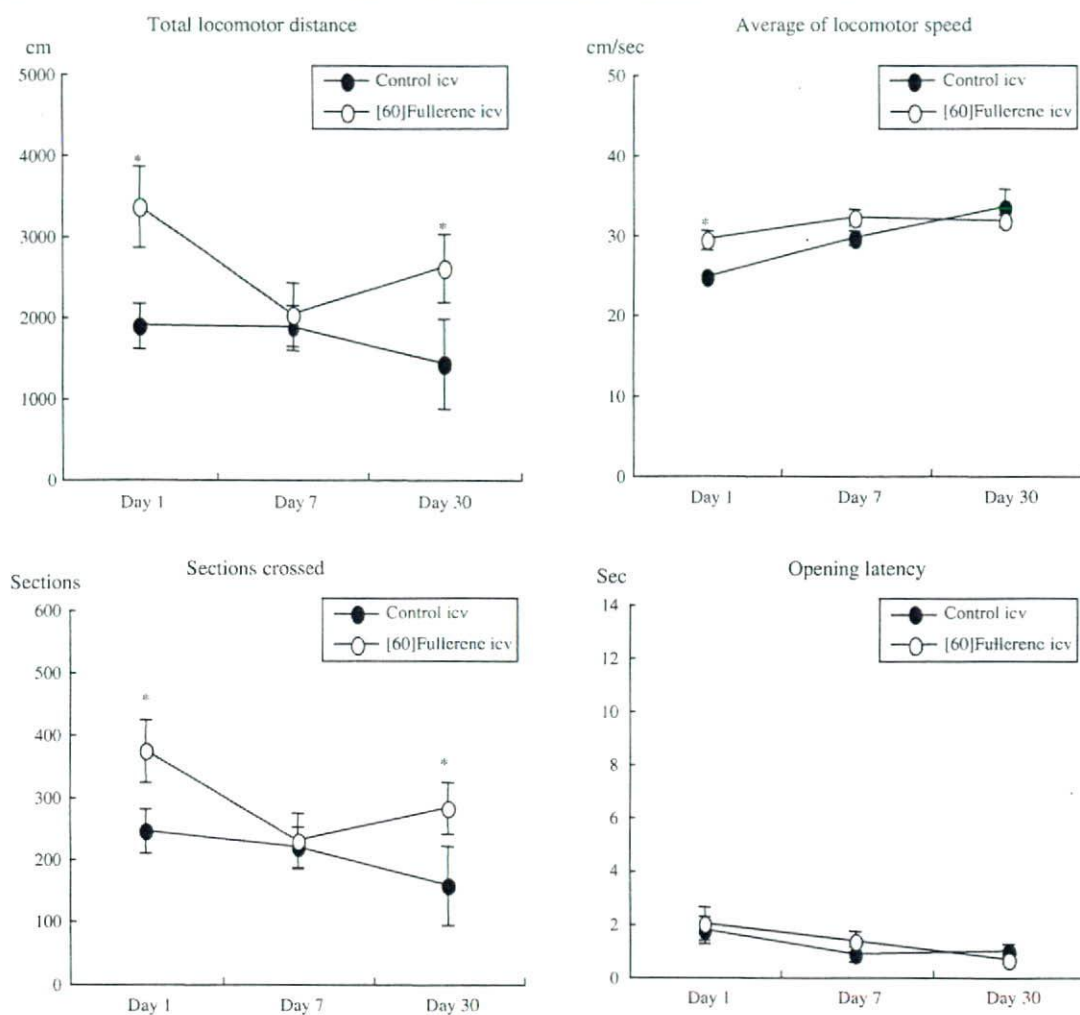 Total locomotor distance
cm
Control icv
[60]Fullerene icv
5000
4000
3000
2000
1000
0
*
*
Day 1
Day 7
Day 30
Average of locomotor speed
cm/sec
Control icv
[60]Fullerene icv
50
40
30
20
10
0
*
Day 1
Day 7
Day 30
Sections crossed
Sections
Control icv
[60]Fullerene icv
600
500
400
300
200
100
0
*
*
Day 1
Day 7
Day 30
Opening latency
Sec
Control icv
[60]Fullerene icv
14
12
10
8
6
4
2
0
Day 1
Day 7
Day 30